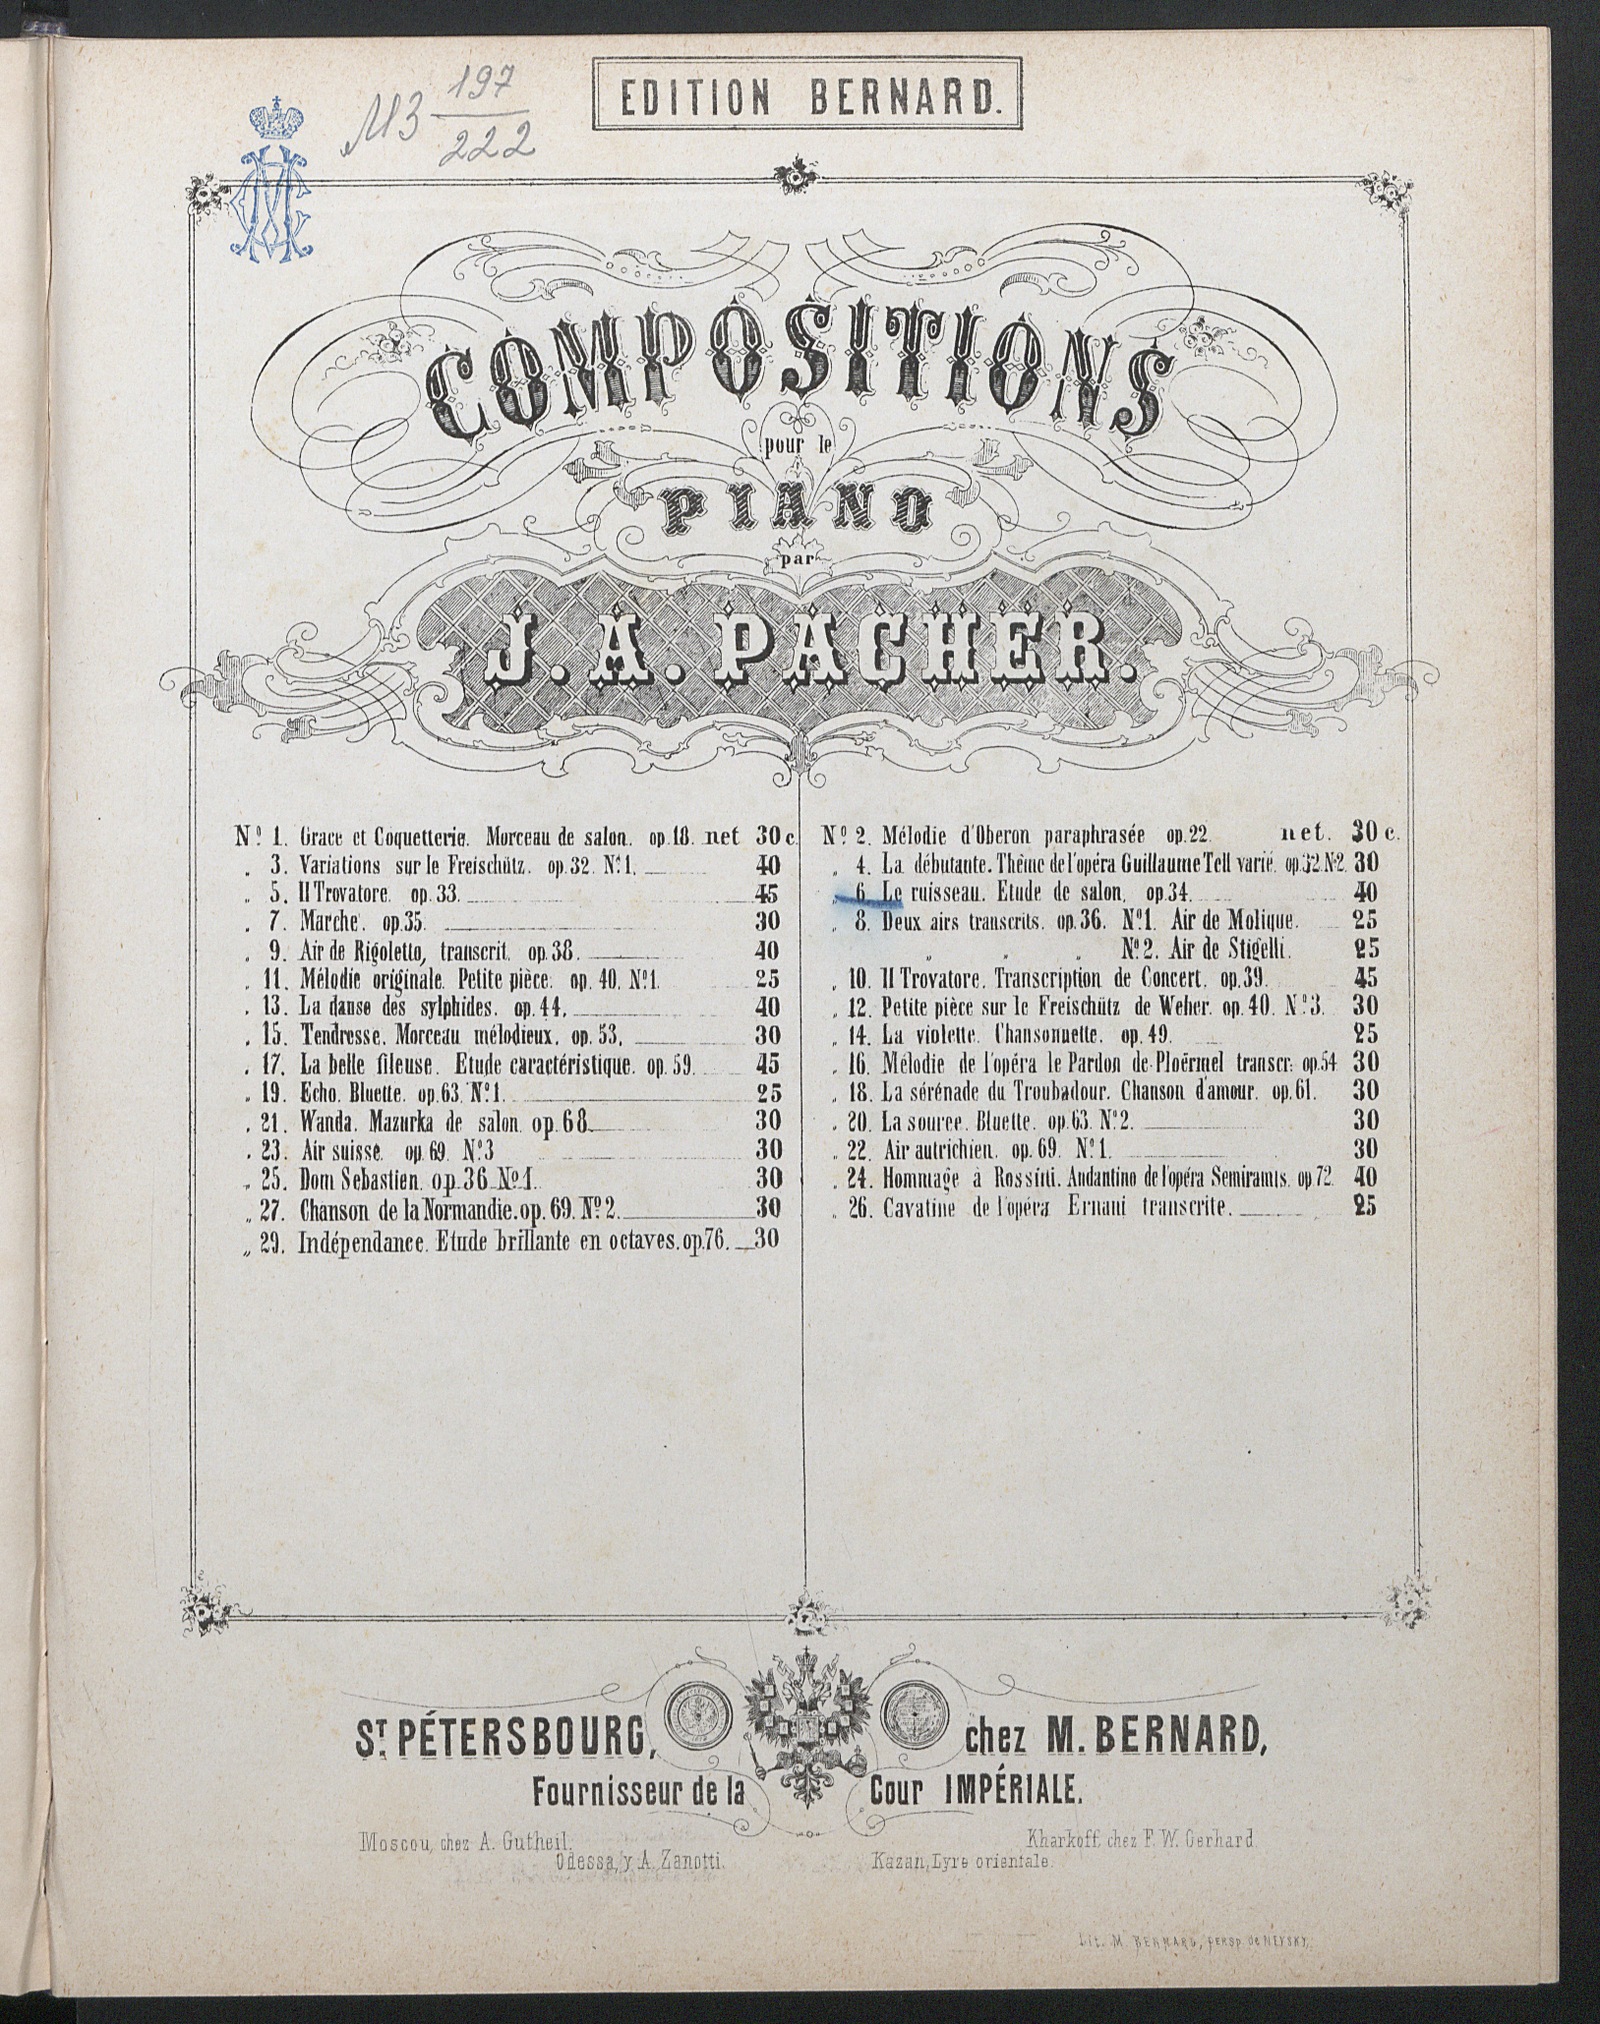 EDITION BERNARD.
МЗ 197/222
COMPOSITIONS
pour le
PIANO
par
J. A. PACHER.
Nº 1. Grace et Coquetterie. Morceau de salon. op. 18. net 30 c.
„ 3. Variations sur le Freischütz. op. 32. Nº 1. 40
„ 5. Il Trovatore. op. 33. 45
„ 7. Marche. op. 35. 30
„ 9. Air de Rigoletto, transcrit. op. 38. 40
„ 11. Mélodie originale. Petite pièce. op. 40. Nº 1. 25
„ 13. La danse des sylphides. op. 44. 40
„ 15. Tendresse. Morceau mélodieux. op. 53. 30
„ 17. La belle fileuse. Etude caractéristique. op. 59. 45
„ 19. Echo. Bluette. op. 63. Nº 1. 25
„ 21. Wanda. Mazurka de salon. op. 68. 30
„ 23. Air suisse. op. 69. Nº 3 30
„ 25. Dom Sebastien. op. 36 Nº 1. 30
„ 27. Chanson de la Normandie. op. 69. Nº 2. 30
„ 29. Indépendance. Etude brillante en octaves. op. 76. 30
Nº 2. Mélodie d'Oberon paraphrasée op. 22. net. 30 c.
„ 4. La débutante. Thême de l'opéra Guillaume Tell varié. op. 32. Nº 2. 30
„ 6. Le ruisseau. Etude de salon. op. 34. 40
„ 8. Deux airs transcrits. op. 36. Nº 1. Air de Molique. 25
„ „ „ Nº 2. Air de Stigelli. 25
„ 10. Il Trovatore. Transcription de Concert. op. 39. 45
„ 12. Petite pièce sur le Freischütz de Weber. op. 40. Nº 3. 30
„ 14. La violette. Chansonnette. op. 49. 25
„ 16. Mélodie de l'opéra le Pardon de Ploërmel transcr: op. 54 30
„ 18. La sérénade du Troubadour. Chanson d'amour. op. 61. 30
„ 20. La source. Bluette. op. 63. Nº 2. 30
„ 22. Air autrichien. op. 69. Nº 1. 30
„ 24. Hommage à Rossini. Andantino de l'opéra Semiramis. op. 72. 40
„ 26. Cavatine de l'opéra Ernani transcrite. 25
ST. PÉTERSBOURG, chez M. BERNARD,
Fournisseur de la Cour IMPÉRIALE.
Moscou, chez A. Gutheil. Kharkoff, chez F. W. Gerhard.
Odessa, y A. Zanotti. Kazan, Lyre orientale.
Lit. M. BERNARD, persp. de NEVSKY.